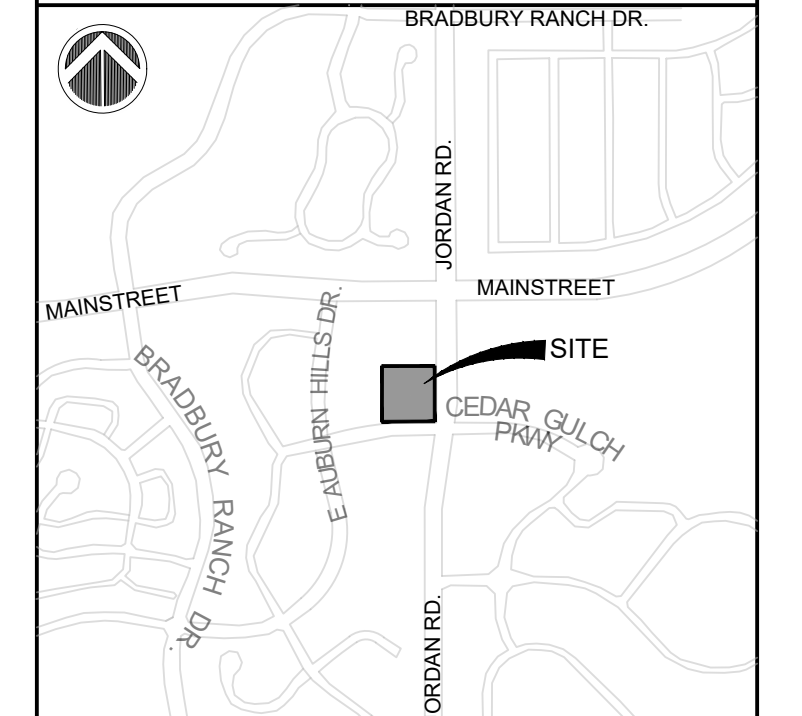 BRADBURY RANCH DR.
JORDAN RD.
MAINSTREET
MAINSTREET
E AUBURN HILLS DR.
SITE
BRADBURY RANCH DR.
CEDAR GULCH
PKWY
ORDAN RD.